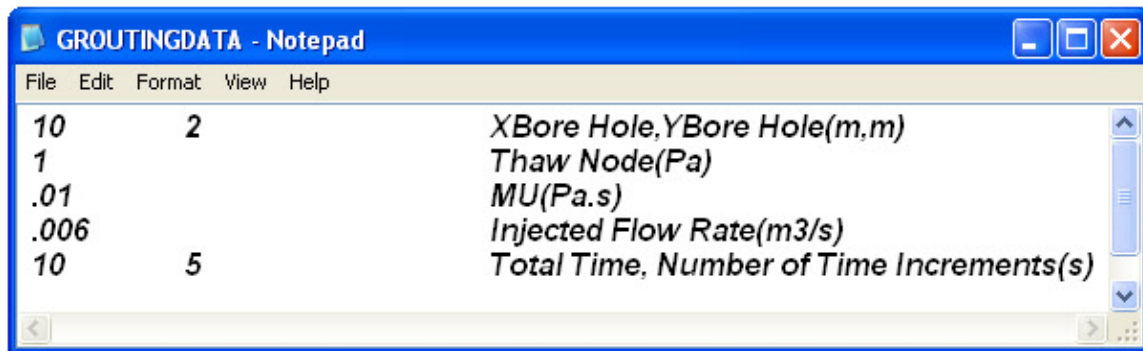 GROUTINGDATA - Notepad
File Edit Format View Help
10 2 XBore Hole,YBore Hole(m,m)
1 Thaw Node(Pa)
.01 MU(Pa.s)
.006 Injected Flow Rate(m3/s)
10 5 Total Time, Number of Time Increments(s)